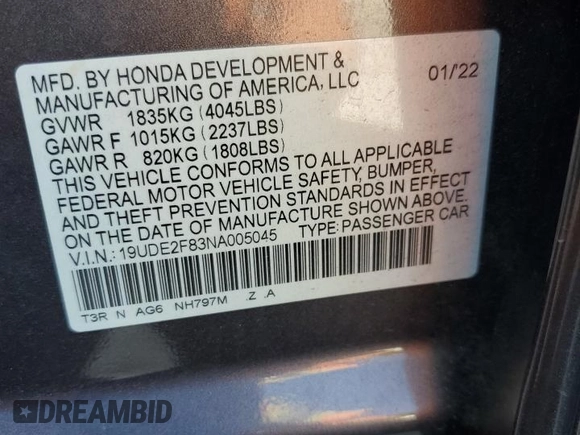 MFD. BY HONDA DEVELOPMENT &
MANUFACTURING OF AMERICA, LLC 01/'22
GVWR 1835KG (4045LBS)
GAWR F 1015KG (2237LBS)
GAWR R 820KG (1808LBS)
THIS VEHICLE CONFORMS TO ALL APPLICABLE
FEDERAL MOTOR VEHICLE SAFETY, BUMPER,
AND THEFT PREVENTION STANDARDS IN EFFECT
ON THE DATE OF MANUFACTURE SHOWN ABOVE.
V.I.N.: 19UDE2F83NA005045 TYPE: PASSENGER CAR
T3R N AG6 NH797M .Z .A
DREAMBID